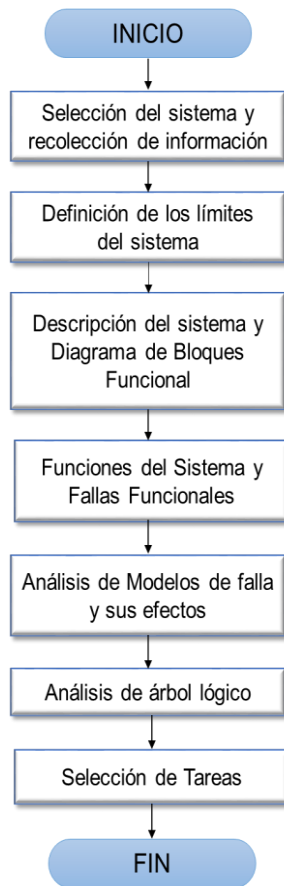 INICIO
Selección del sistema y
recolección de información
Definición de los límites
del sistema
Descripción del sistema y
Diagrama de Bloques
Funcional
Funciones del Sistema y
Fallas Funcionales
Análisis de Modelos de falla
y sus efectos
Análisis de árbol lógico
Selección de Tareas
FIN